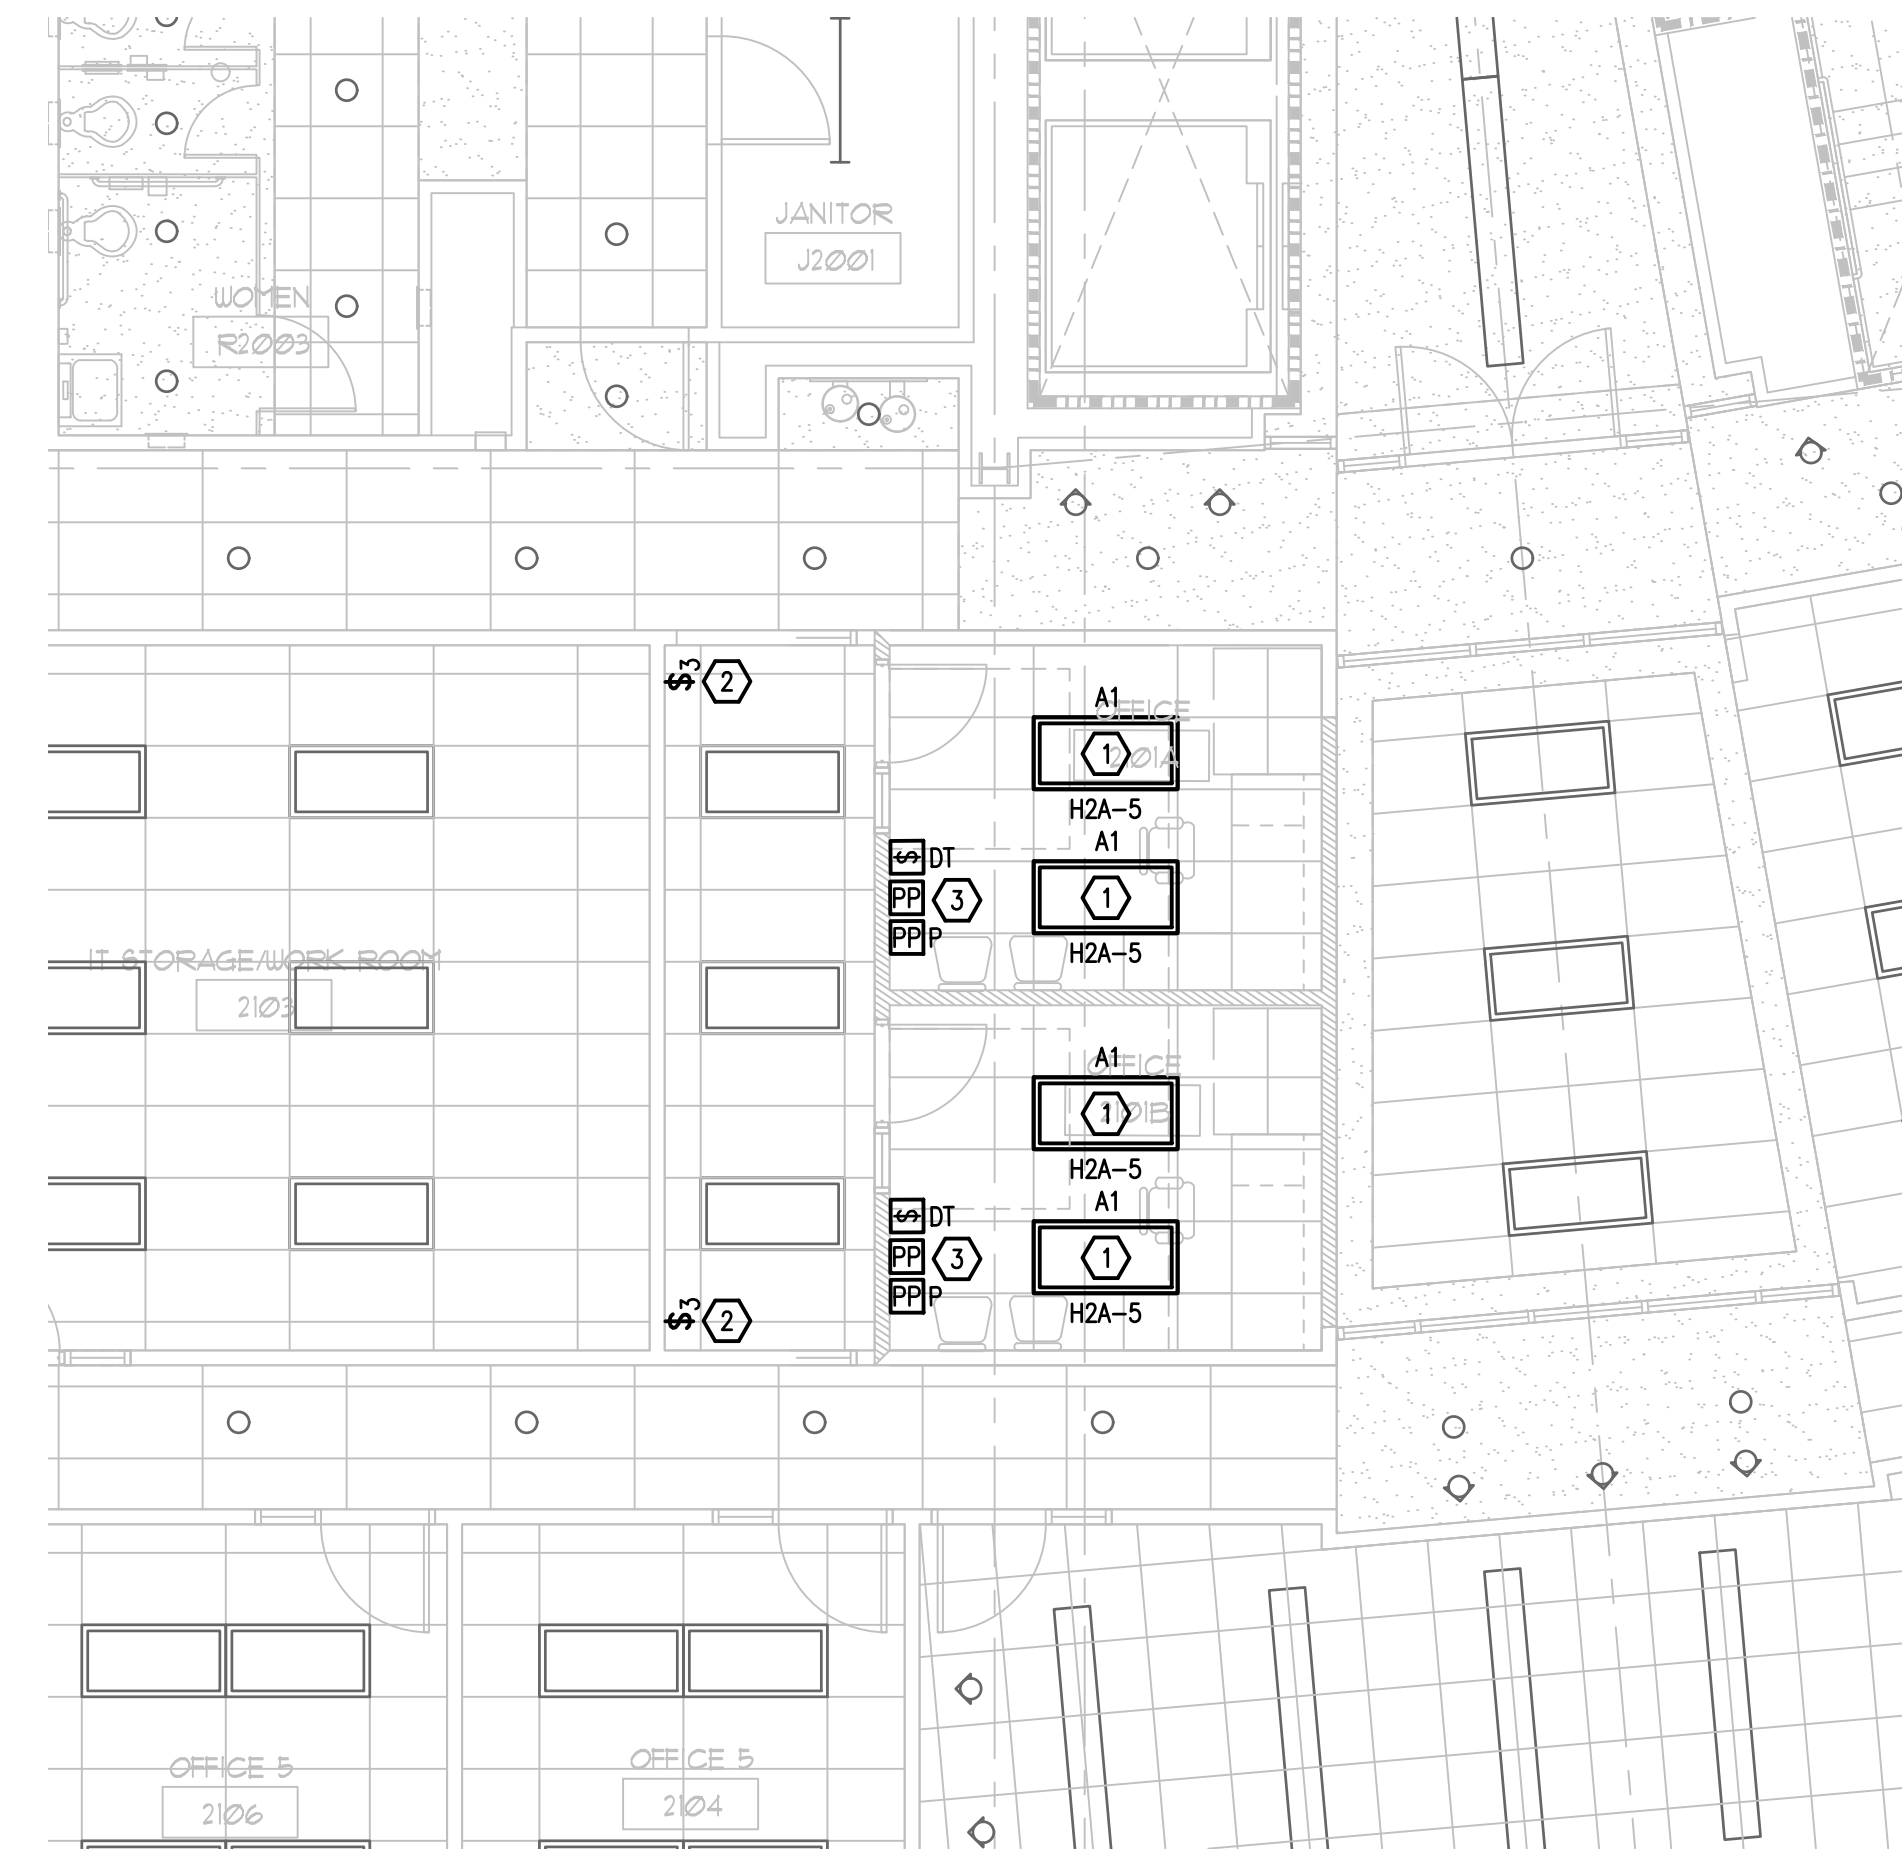 JANITOR
J2001
WOMEN
R2003
$3
2
A1
OFFICE
2101A
1
H2A-5
A1
$ DT
PP
3
1
PP P
H2A-5
IT STORAGE/WORK ROOM
2103
A1
OFFICE
2101B
1
H2A-5
A1
$ DT
PP
3
1
PP P
H2A-5
$3
2
OFFICE 5
2106
OFFICE 5
2104